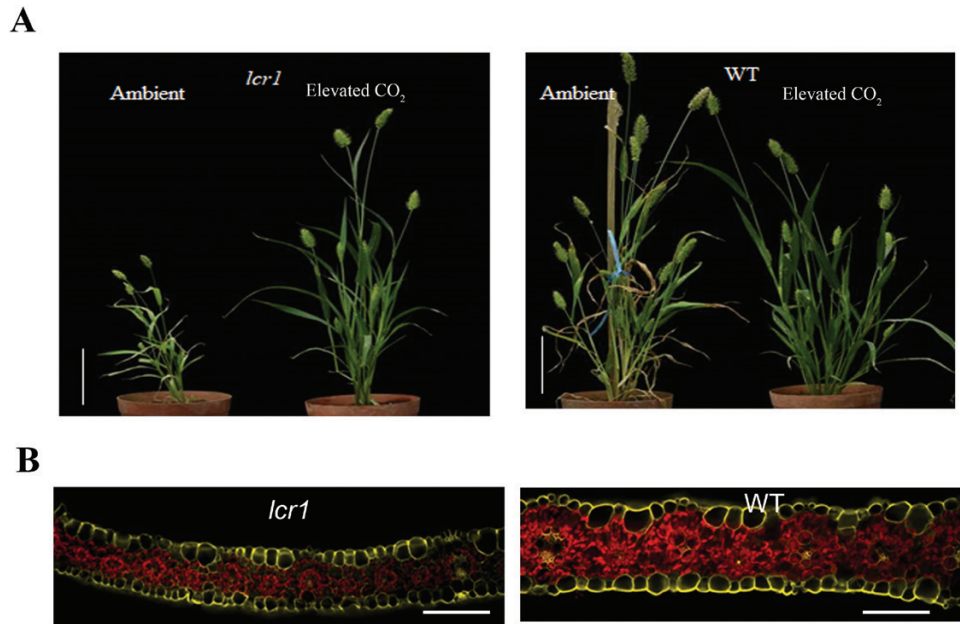 A
lcr1
Ambient
Elevated CO₂
WT
Ambient
Elevated CO₂
B
lcr1
WT